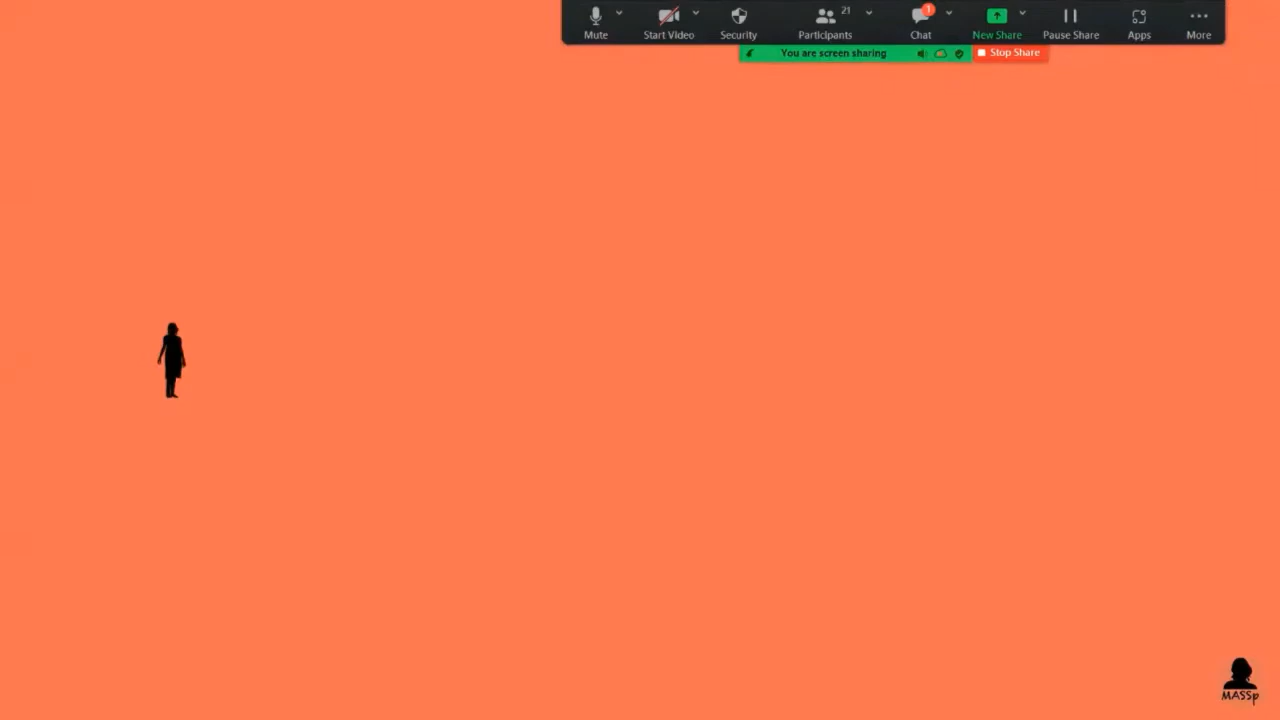 21
1
Mute
Start Video
Security
Participants
Chat
New Share
Pause Share
Apps
More
You are screen sharing
Stop Share
MASSp